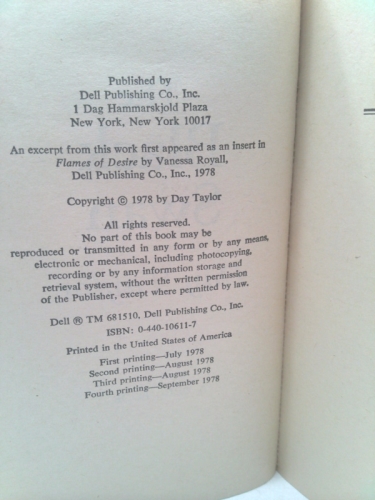 Published by
Dell Publishing Co., Inc.
1 Dag Hammarskjold Plaza
New York, New York 10017
An excerpt from this work first appeared as an insert in
Flames of Desire by Vanessa Royall,
Dell Publishing Co., Inc., 1978
Copyright © 1978 by Day Taylor
All rights reserved.
No part of this book may be
reproduced or transmitted in any form or by any means,
electronic or mechanical, including photocopying,
recording or by any information storage and
retrieval system, without the written permission
of the Publisher, except where permitted by law.
Dell ® TM 681510, Dell Publishing Co., Inc.
ISBN: 0-440-10611-7
Printed in the United States of America
First printing—July 1978
Second printing—August 1978
Third printing—August 1978
Fourth printing—September 1978